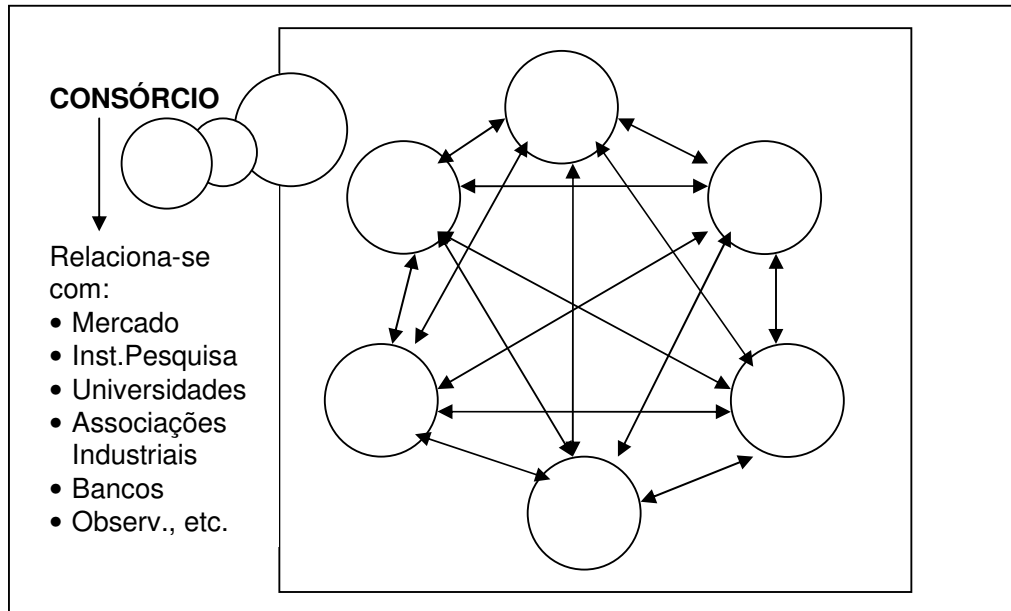 CONSÓRCIO
Relaciona-se
com:
• Mercado
• Inst.Pesquisa
• Universidades
• Associações
Industriais
• Bancos
• Observ., etc.